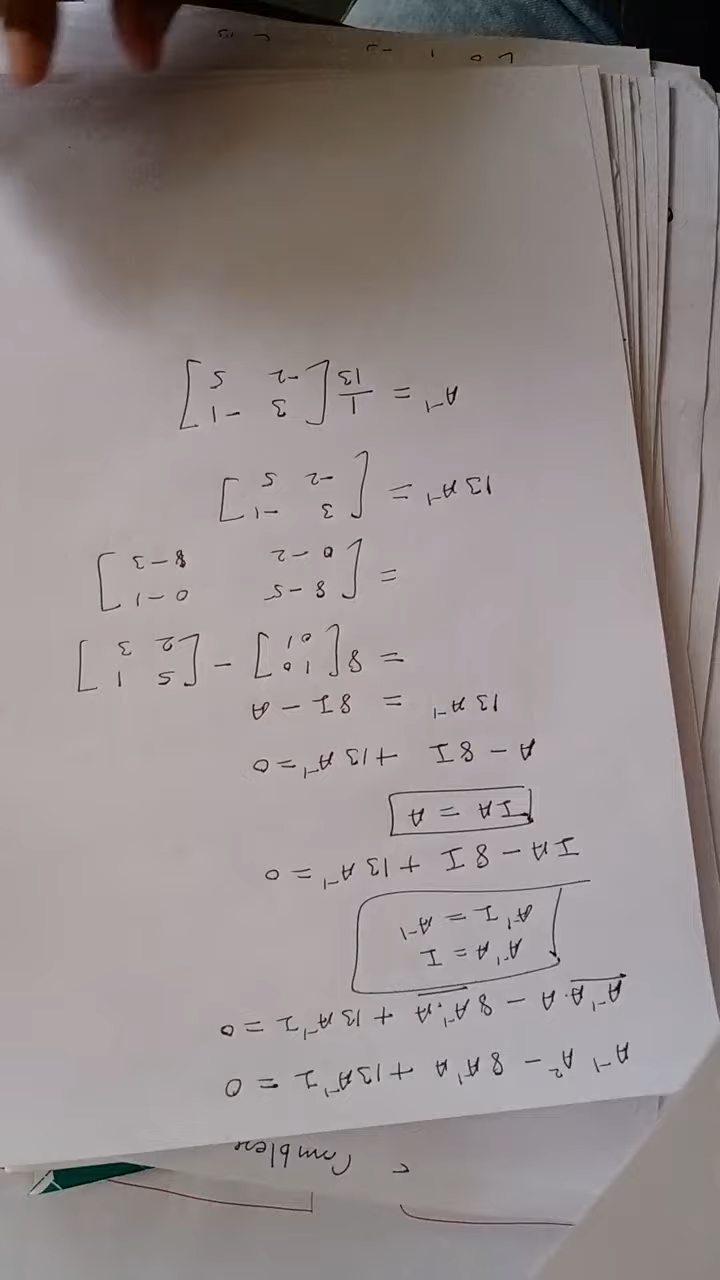 A⁻¹A² - 8A⁻¹A + 13A⁻¹I = 0
A⁻¹A.A - 8A⁻¹.A + 13A⁻¹I = 0
A⁻¹A = I
A⁻¹I = A⁻¹
IA - 8I + 13A⁻¹ = 0
IA = A
A - 8I + 13A⁻¹ = 0
13A⁻¹ = 8I - A
= 8 [1 0; 0 1] - [5 1; 2 3]
= [8-5 0-1; 0-2 8-3]
13A⁻¹ = [3 -1; -2 5]
A⁻¹ = 1/13 [3 -1; -2 5]